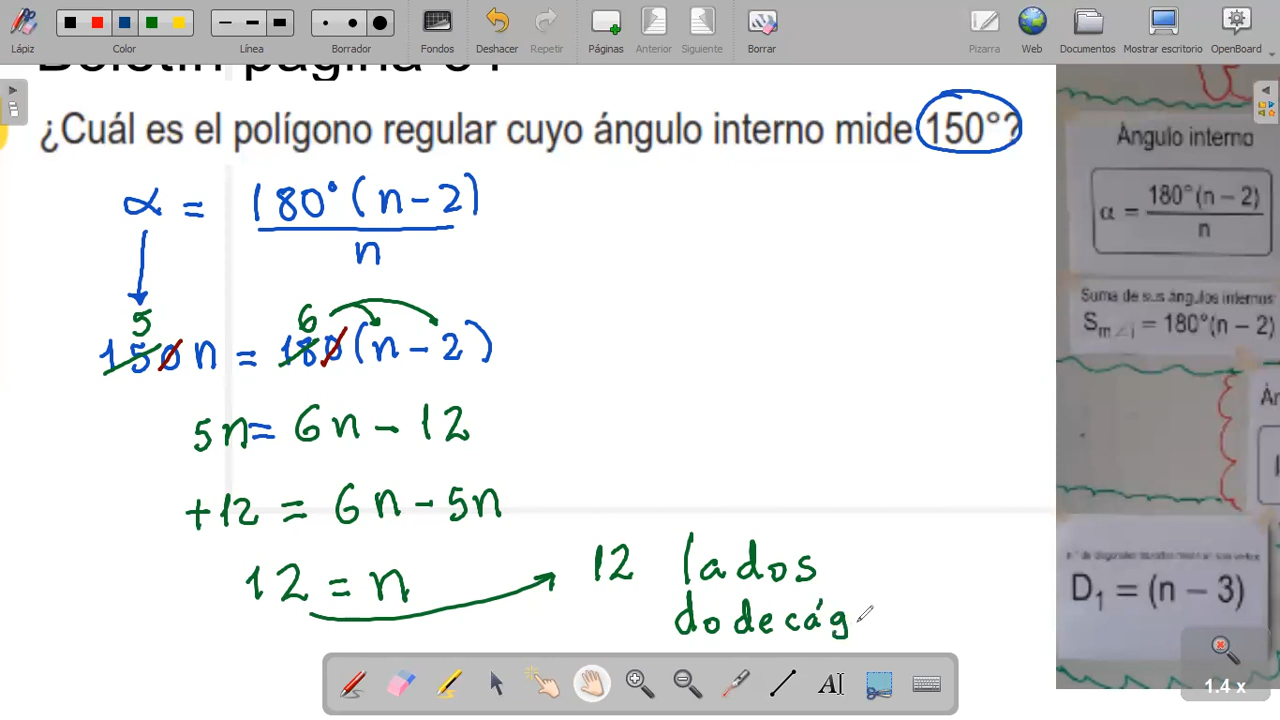 Lápiz Color Línea Borrador Fondos Deshacer Repetir Páginas Anterior Siguiente Borrar Pizarra Web Documentos Mostrar escritorio OpenBoard
Boletín página
¿Cuál es el polígono regular cuyo ángulo interno mide 150°?
α = 180°(n-2)
n
5 6
150n = 180(n-2)
5n= 6n-12
+12 = 6n-5n
12 = n 12 lados
dodecág
Ángulo interno
α = 180°(n – 2)
n
Suma de sus ángulos internos:
Sm∠i = 180°(n – 2)
D1 = (n – 3)
1.4 x